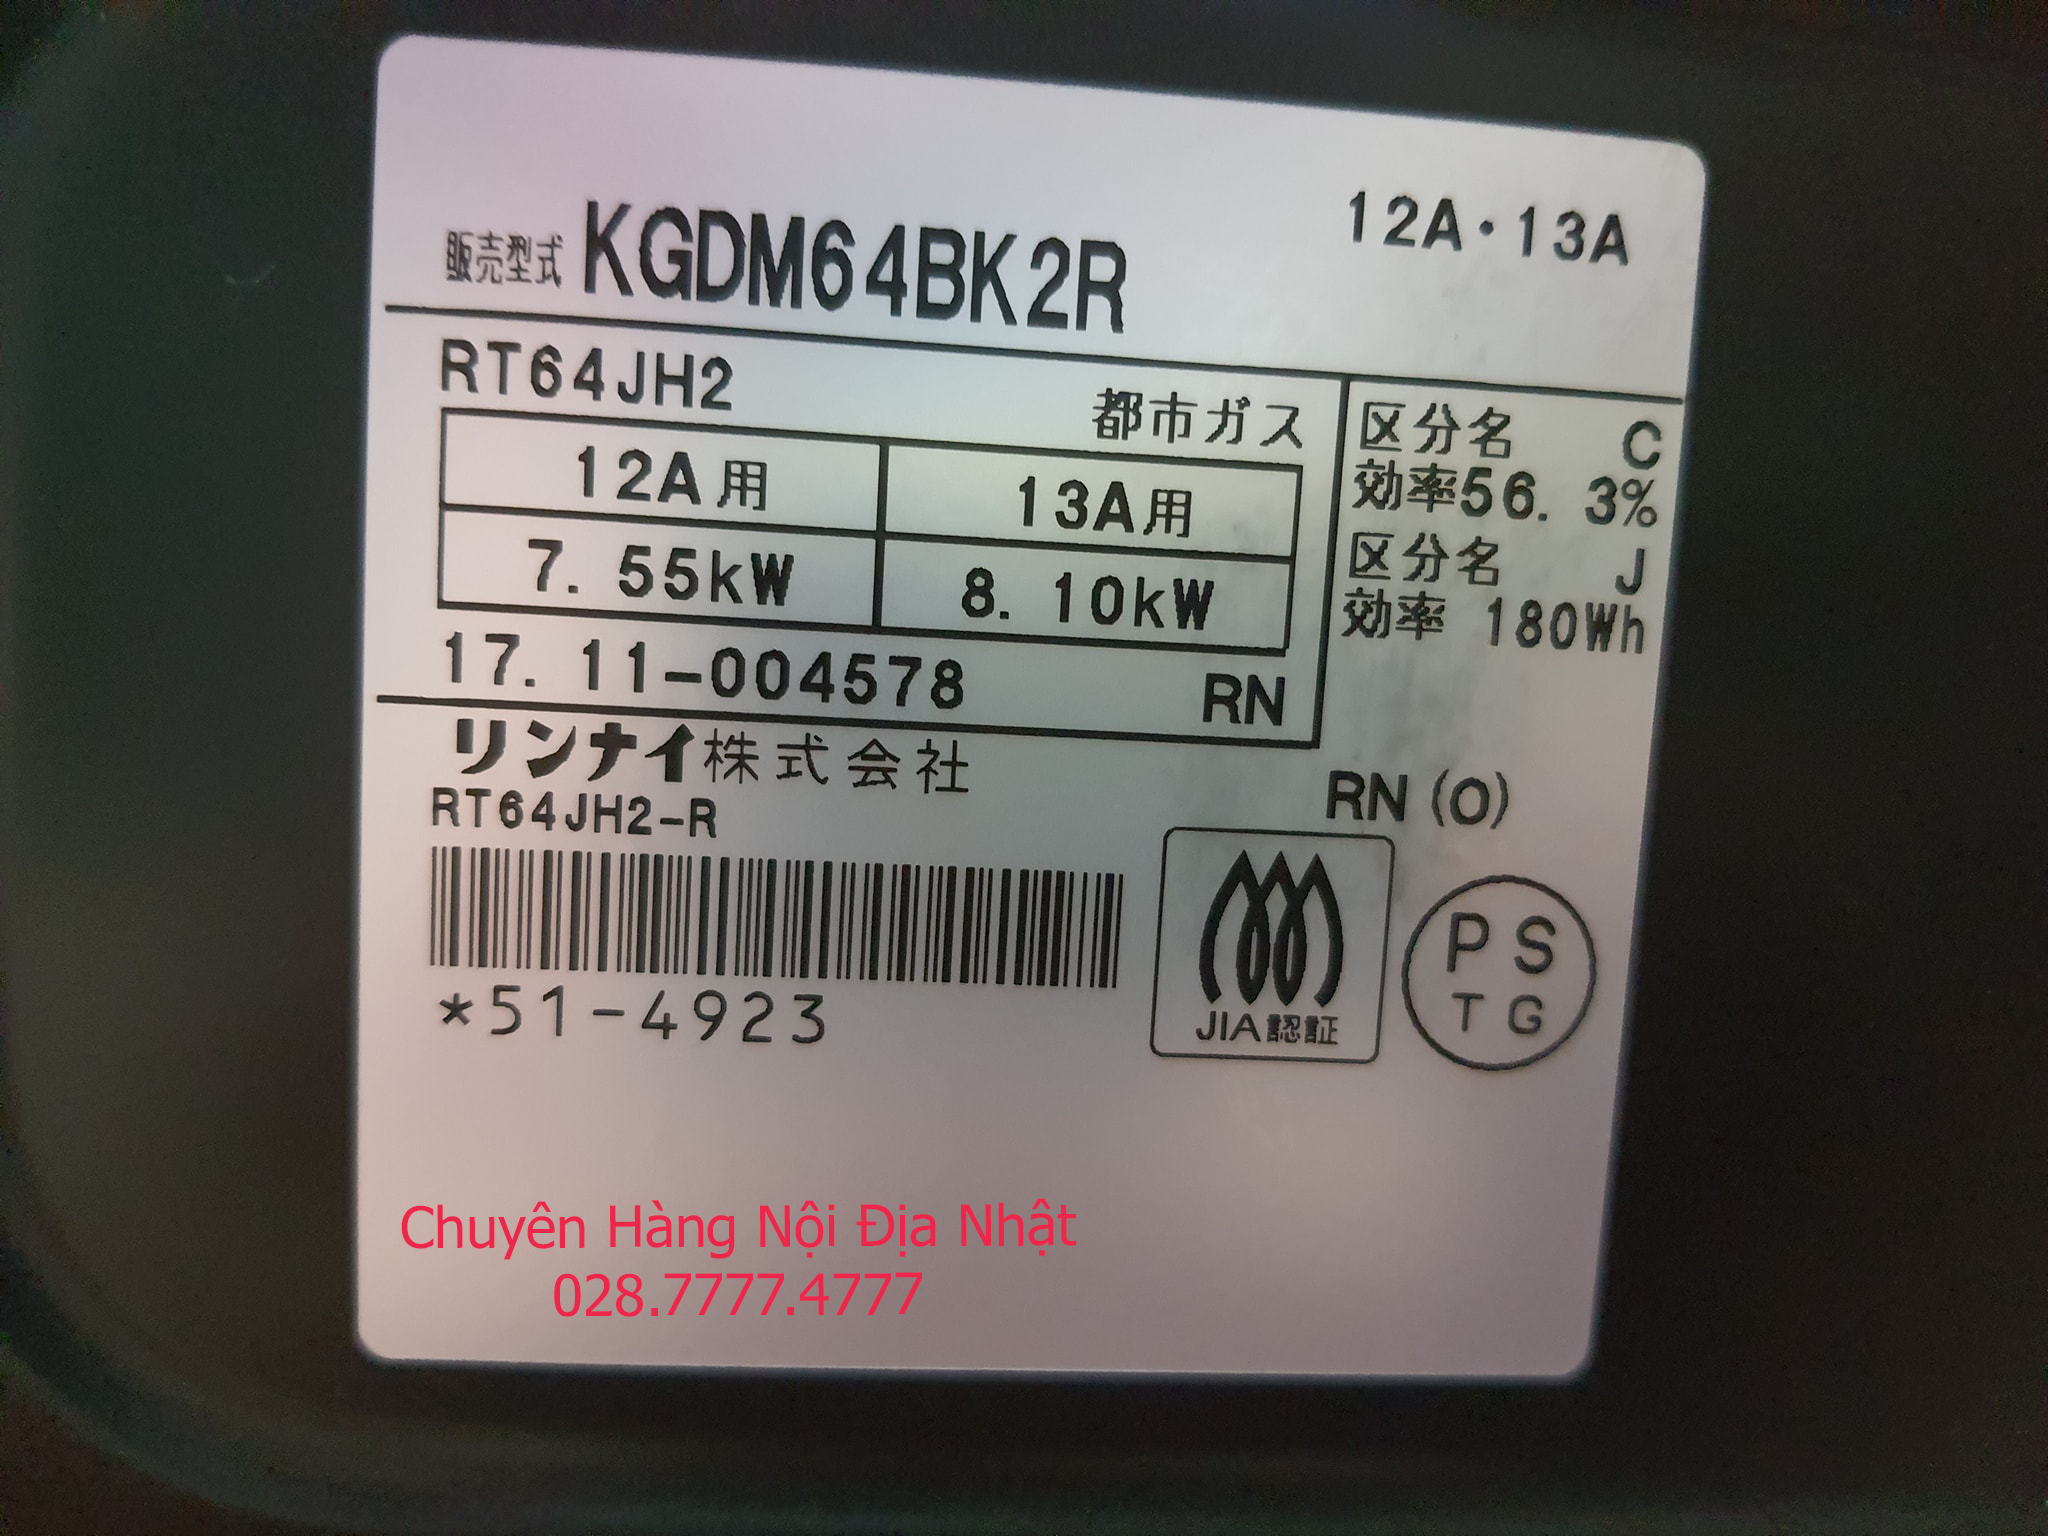 販売型式 KGDM64BK2R 12A・13A
RT64JH2 都市ガス
12A用 13A用
7.55kW 8.10kW
17.11-004578 RN
区分名 C
効率56.3%
区分名 J
効率 180Wh
リンナイ株式会社
RT64JH2-R
RN (O)
*51-4923
JIA認証
PS
TG
Chuyên Hàng Nội Địa Nhật
028.7777.4777